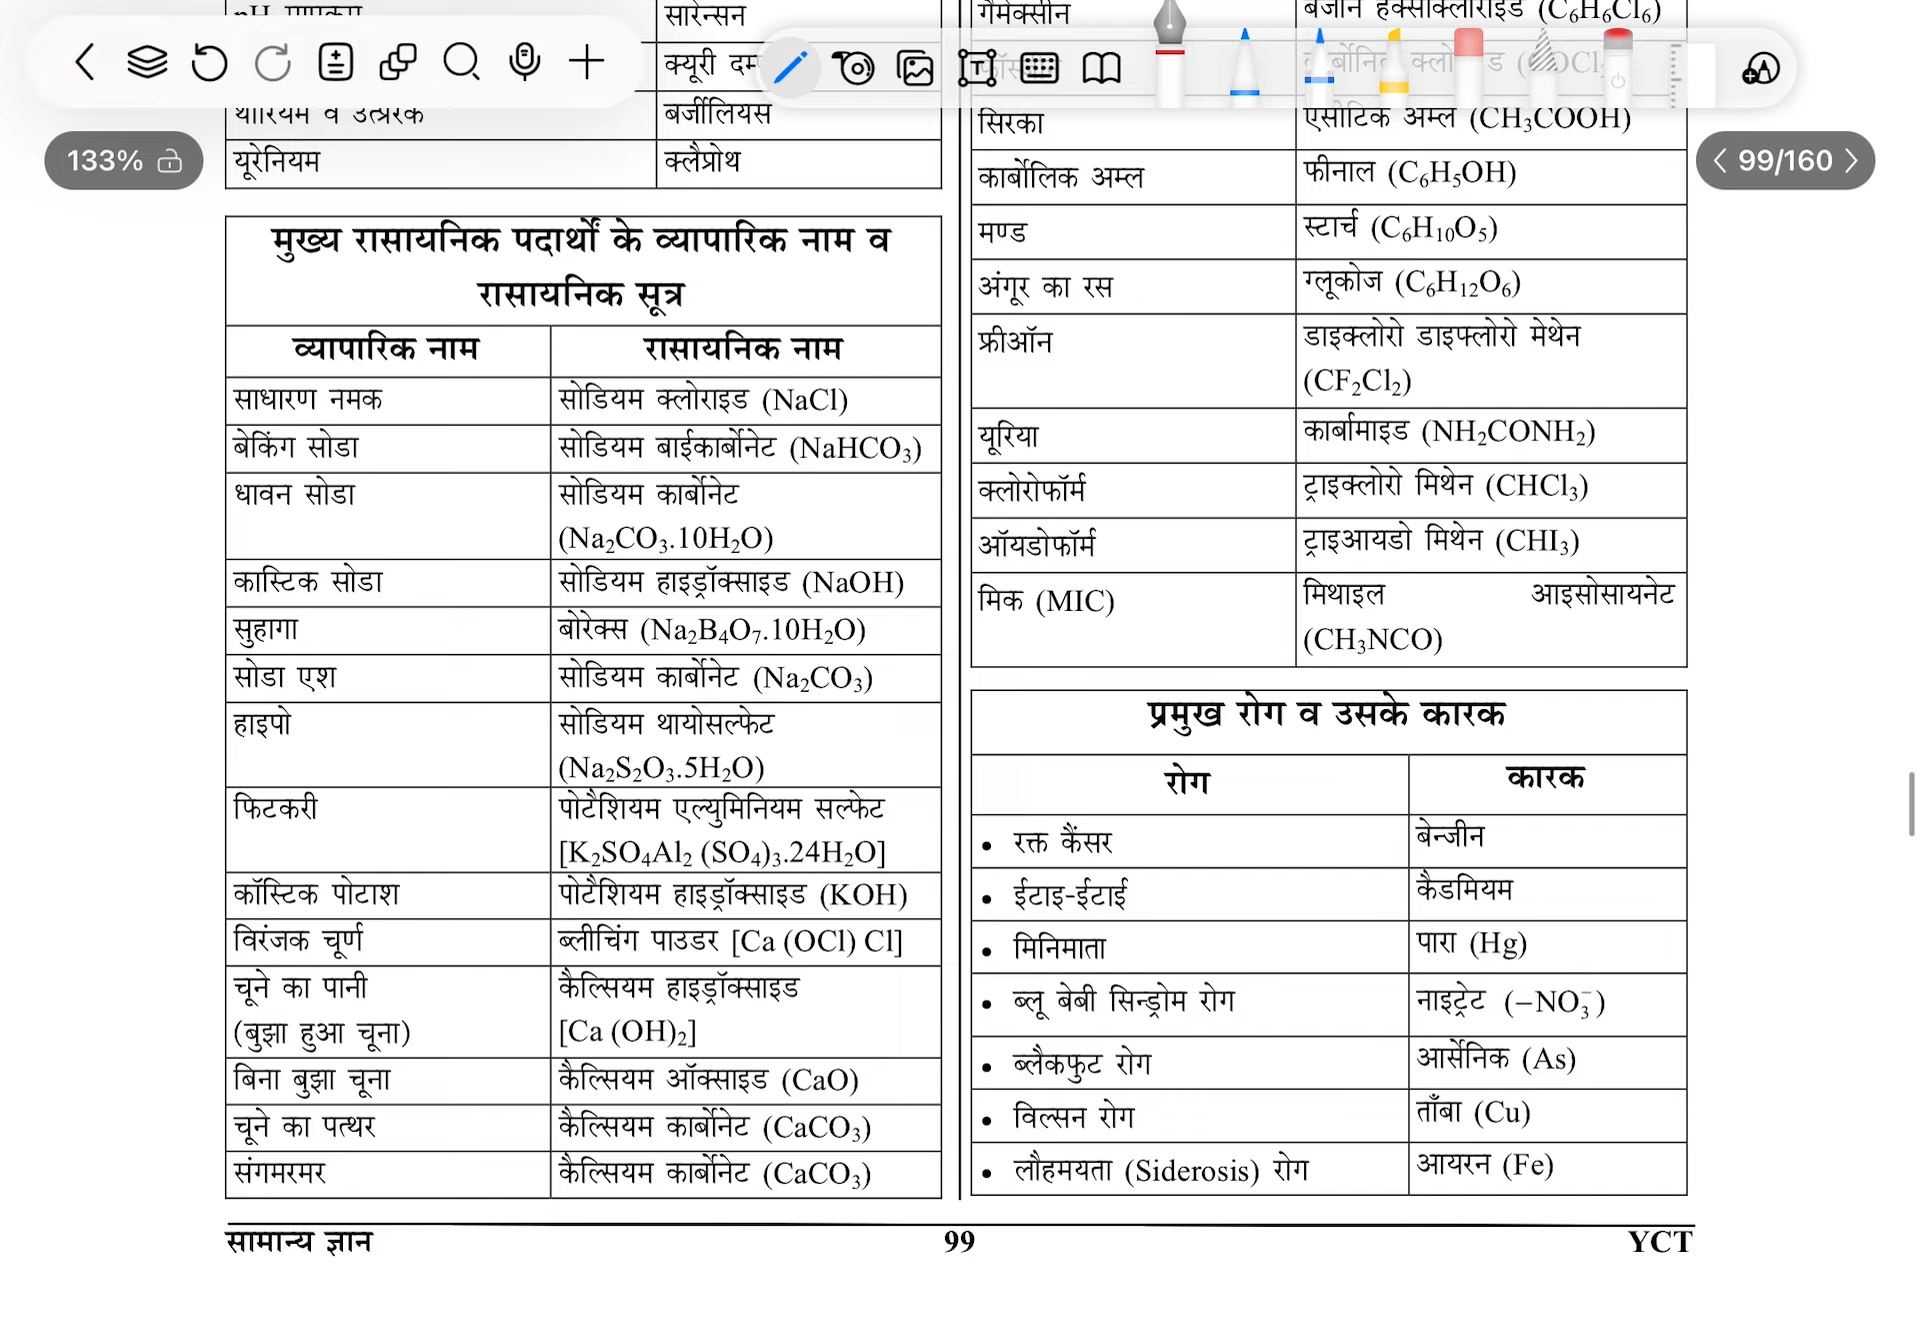 सारेन्सन
क्यूरी
थोरियम व उत्प्रेरक	बर्जीलियस
यूरेनियम	क्लैप्रोथ
133%
मुख्य रासायनिक पदार्थों के व्यापारिक नाम व
रासायनिक सूत्र
व्यापारिक नाम	रासायनिक नाम
साधारण नमक	सोडियम क्लोराइड (NaCl)
बेकिंग सोडा	सोडियम बाईकार्बोनेट (NaHCO₃)
धावन सोडा	सोडियम कार्बोनेट
(Na₂CO₃.10H₂O)
कास्टिक सोडा	सोडियम हाइड्रॉक्साइड (NaOH)
सुहागा	बोरेक्स (Na₂B₄O₇.10H₂O)
सोडा एश	सोडियम कार्बोनेट (Na₂CO₃)
हाइपो	सोडियम थायोसल्फेट
(Na₂S₂O₃.5H₂O)
फिटकरी	पोटैशियम एल्युमिनियम सल्फेट
[K₂SO₄Al₂ (SO₄)₃.24H₂O]
कॉस्टिक पोटाश	पोटैशियम हाइड्रॉक्साइड (KOH)
विरंजक चूर्ण	ब्लीचिंग पाउडर [Ca (OCl) Cl]
चूने का पानी	कैल्सियम हाइड्रॉक्साइड
(बुझा हुआ चूना)	[Ca (OH)₂]
बिना बुझा चूना	कैल्सियम ऑक्साइड (CaO)
चूने का पत्थर	कैल्सियम कार्बोनेट (CaCO₃)
संगमरमर	कैल्सियम कार्बोनेट (CaCO₃)
गैमेक्सीन	बेंजीन हेक्साक्लोराइड (C₆H₆Cl₆)
सिरका	एसीटिक अम्ल (CH₃COOH)
99/160
कार्बोलिक अम्ल	फीनाल (C₆H₅OH)
मण्ड	स्टार्च (C₆H₁₀O₅)
अंगूर का रस	ग्लूकोज (C₆H₁₂O₆)
फ्रीऑन	डाइक्लोरो डाइफ्लोरो मेथेन
(CF₂Cl₂)
यूरिया	कार्बामाइड (NH₂CONH₂)
क्लोरोफॉर्म	ट्राइक्लोरो मिथेन (CHCl₃)
ऑयडोफॉर्म	ट्राइआयडो मिथेन (CHI₃)
मिक (MIC)	मिथाइल आइसोसायनेट
(CH₃NCO)
प्रमुख रोग व उसके कारक
रोग	कारक
• रक्त कैंसर	बेन्जीन
• ईटाइ-ईटाई	कैडमियम
• मिनिमाता	पारा (Hg)
• ब्लू बेबी सिन्ड्रोम रोग	नाइट्रेट (–NO₃⁻)
• ब्लैकफुट रोग	आर्सेनिक (As)
• विल्सन रोग	ताँबा (Cu)
• लौहमयता (Siderosis) रोग	आयरन (Fe)
सामान्य ज्ञान	99	YCT